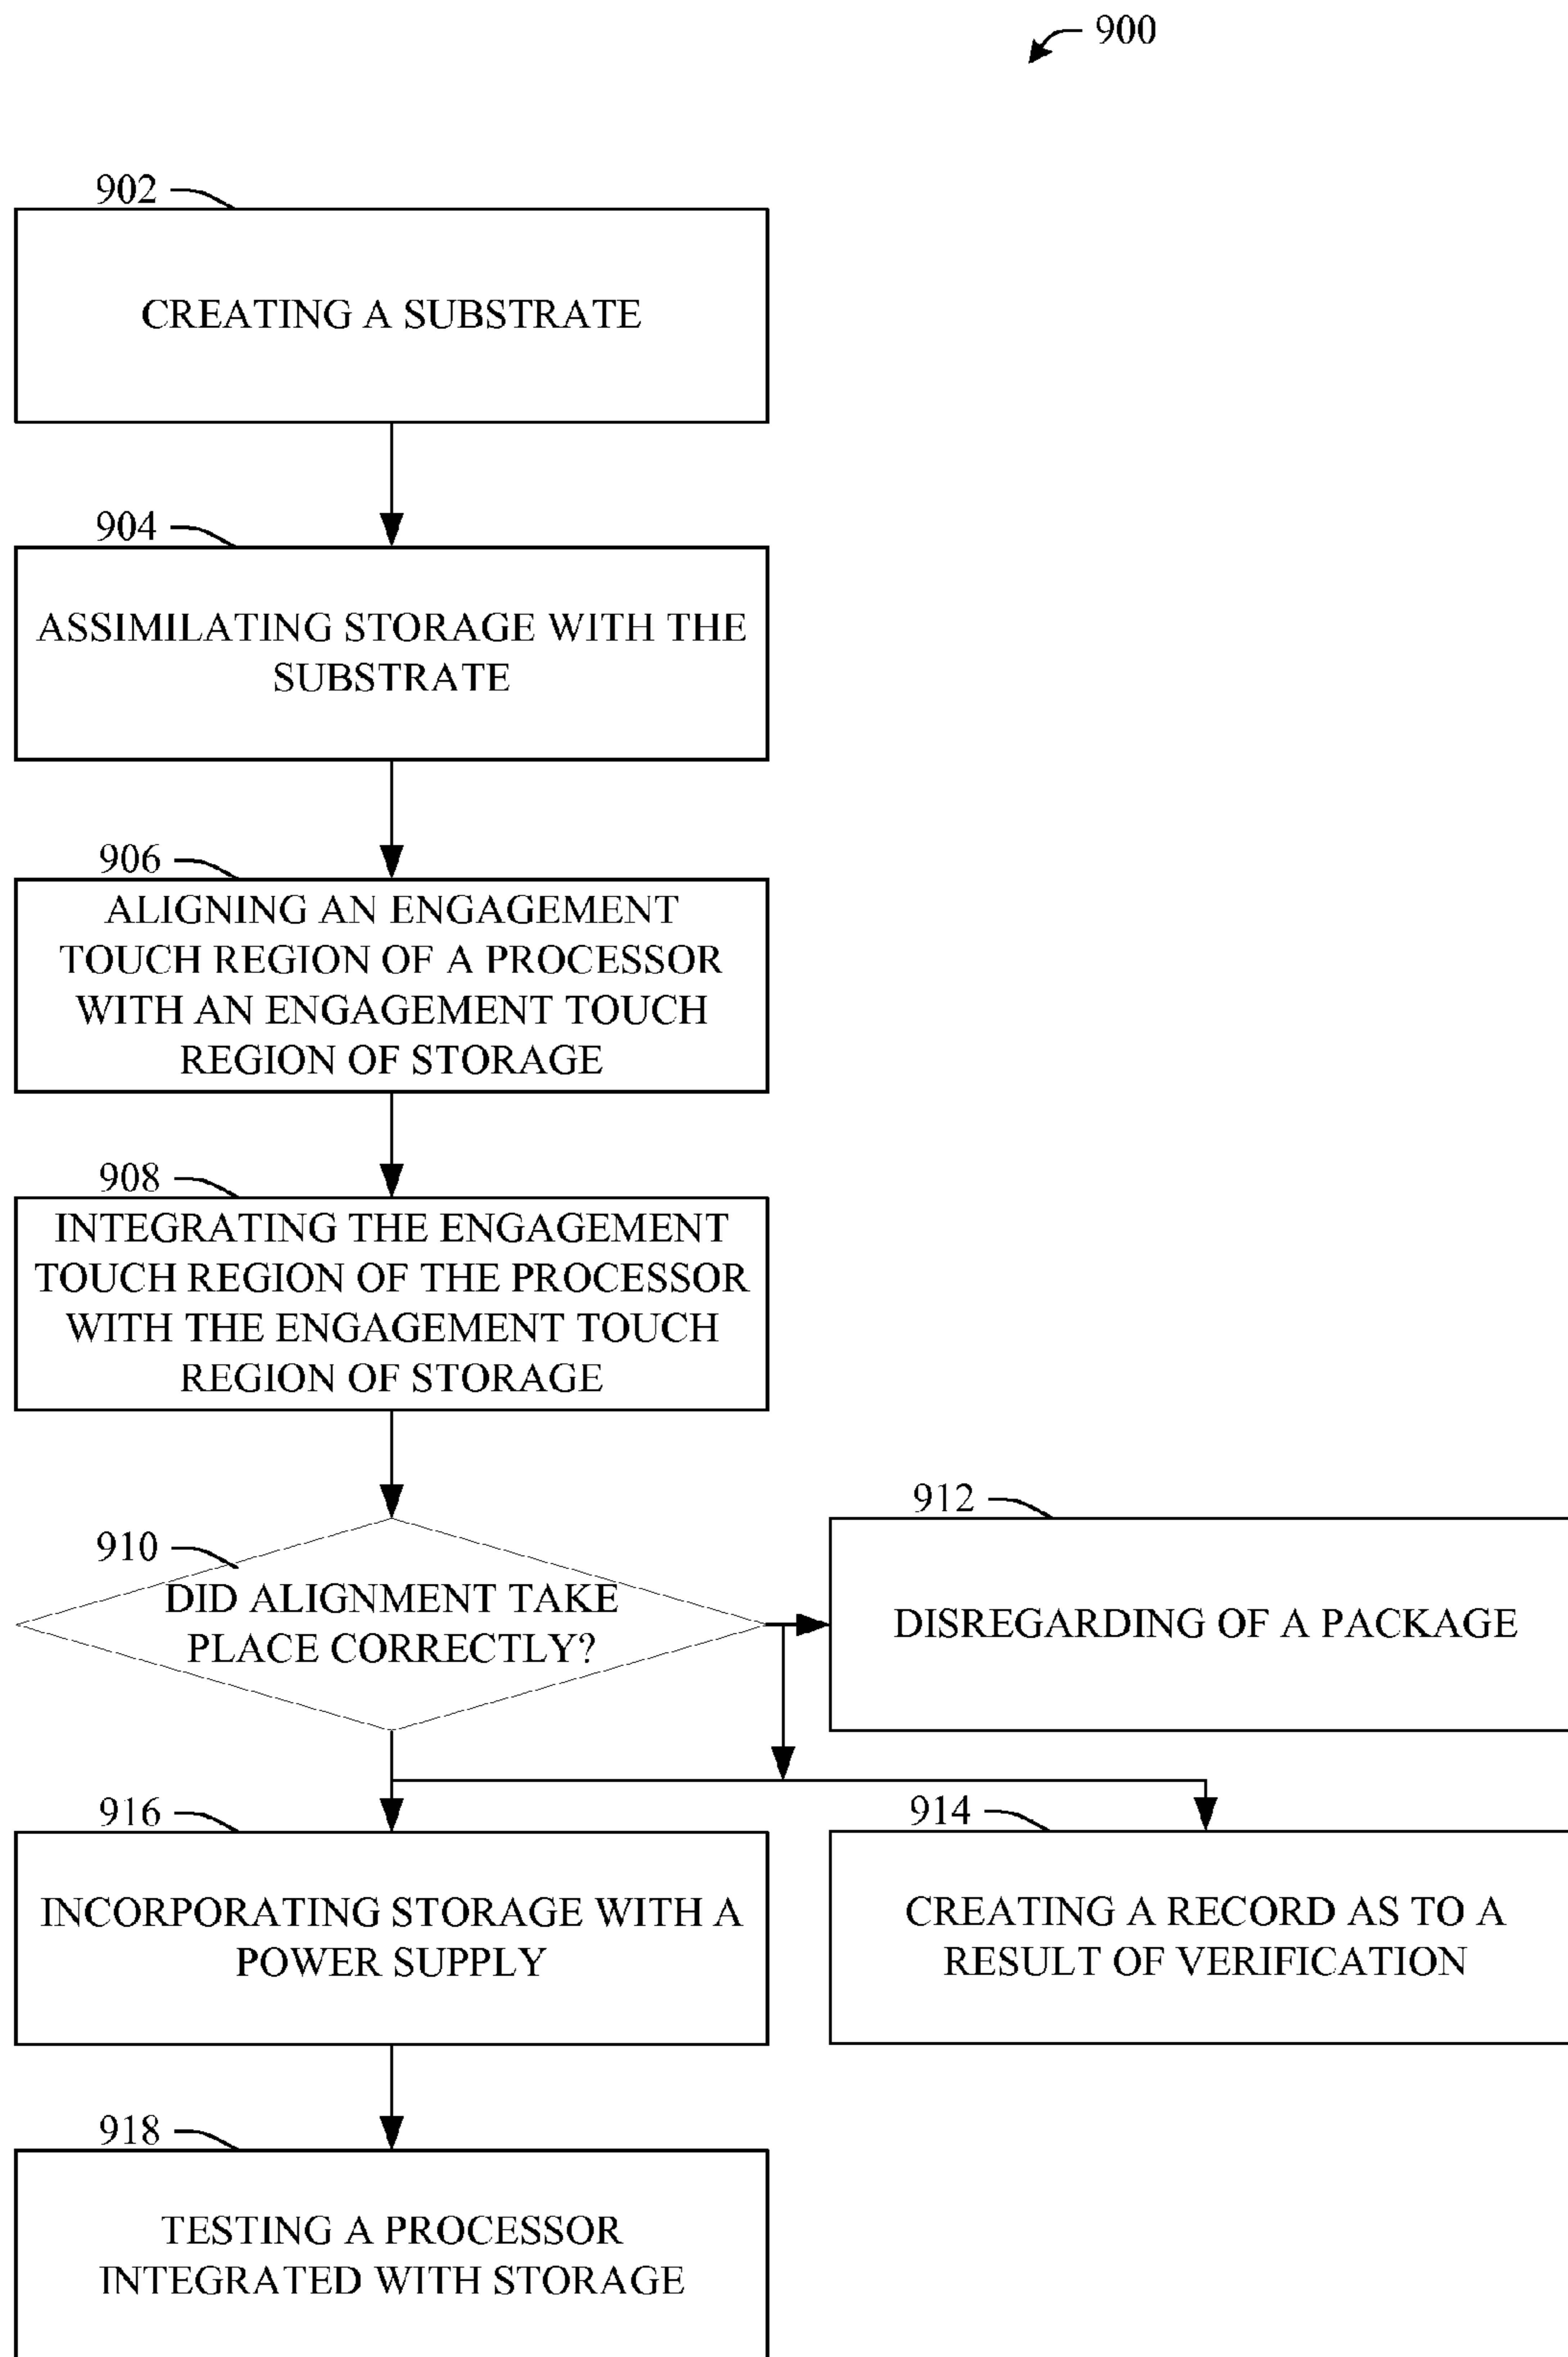 900
902
CREATING A SUBSTRATE
904
ASSIMILATING STORAGE WITH THE
SUBSTRATE
906
ALIGNING AN ENGAGEMENT
TOUCH REGION OF A PROCESSOR
WITH AN ENGAGEMENT TOUCH
REGION OF STORAGE
908
INTEGRATING THE ENGAGEMENT
TOUCH REGION OF THE PROCESSOR
WITH THE ENGAGEMENT TOUCH
REGION OF STORAGE
910
DID ALIGNMENT TAKE
PLACE CORRECTLY?
912
DISREGARDING OF A PACKAGE
916
INCORPORATING STORAGE WITH A
POWER SUPPLY
914
CREATING A RECORD AS TO A
RESULT OF VERIFICATION
918
TESTING A PROCESSOR
INTEGRATED WITH STORAGE